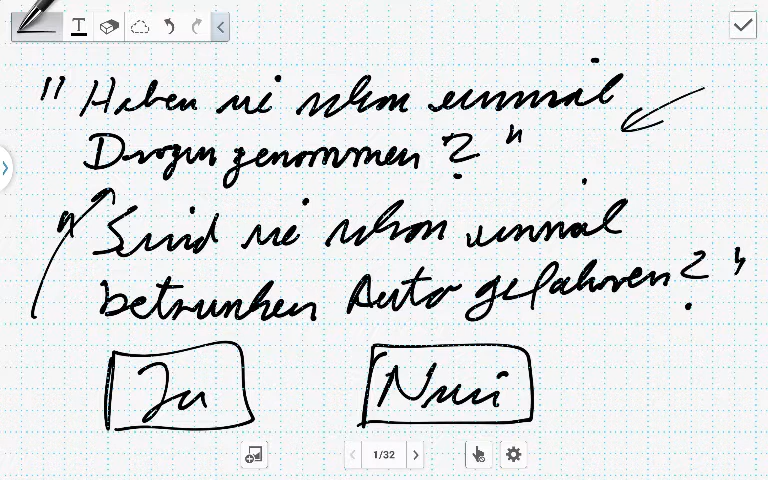 T
"Haben sie schon einmal
Drogen genommen?"
"Sind sie schon einmal
betrunken Auto gefahren?"
Ja
Nein
1/32